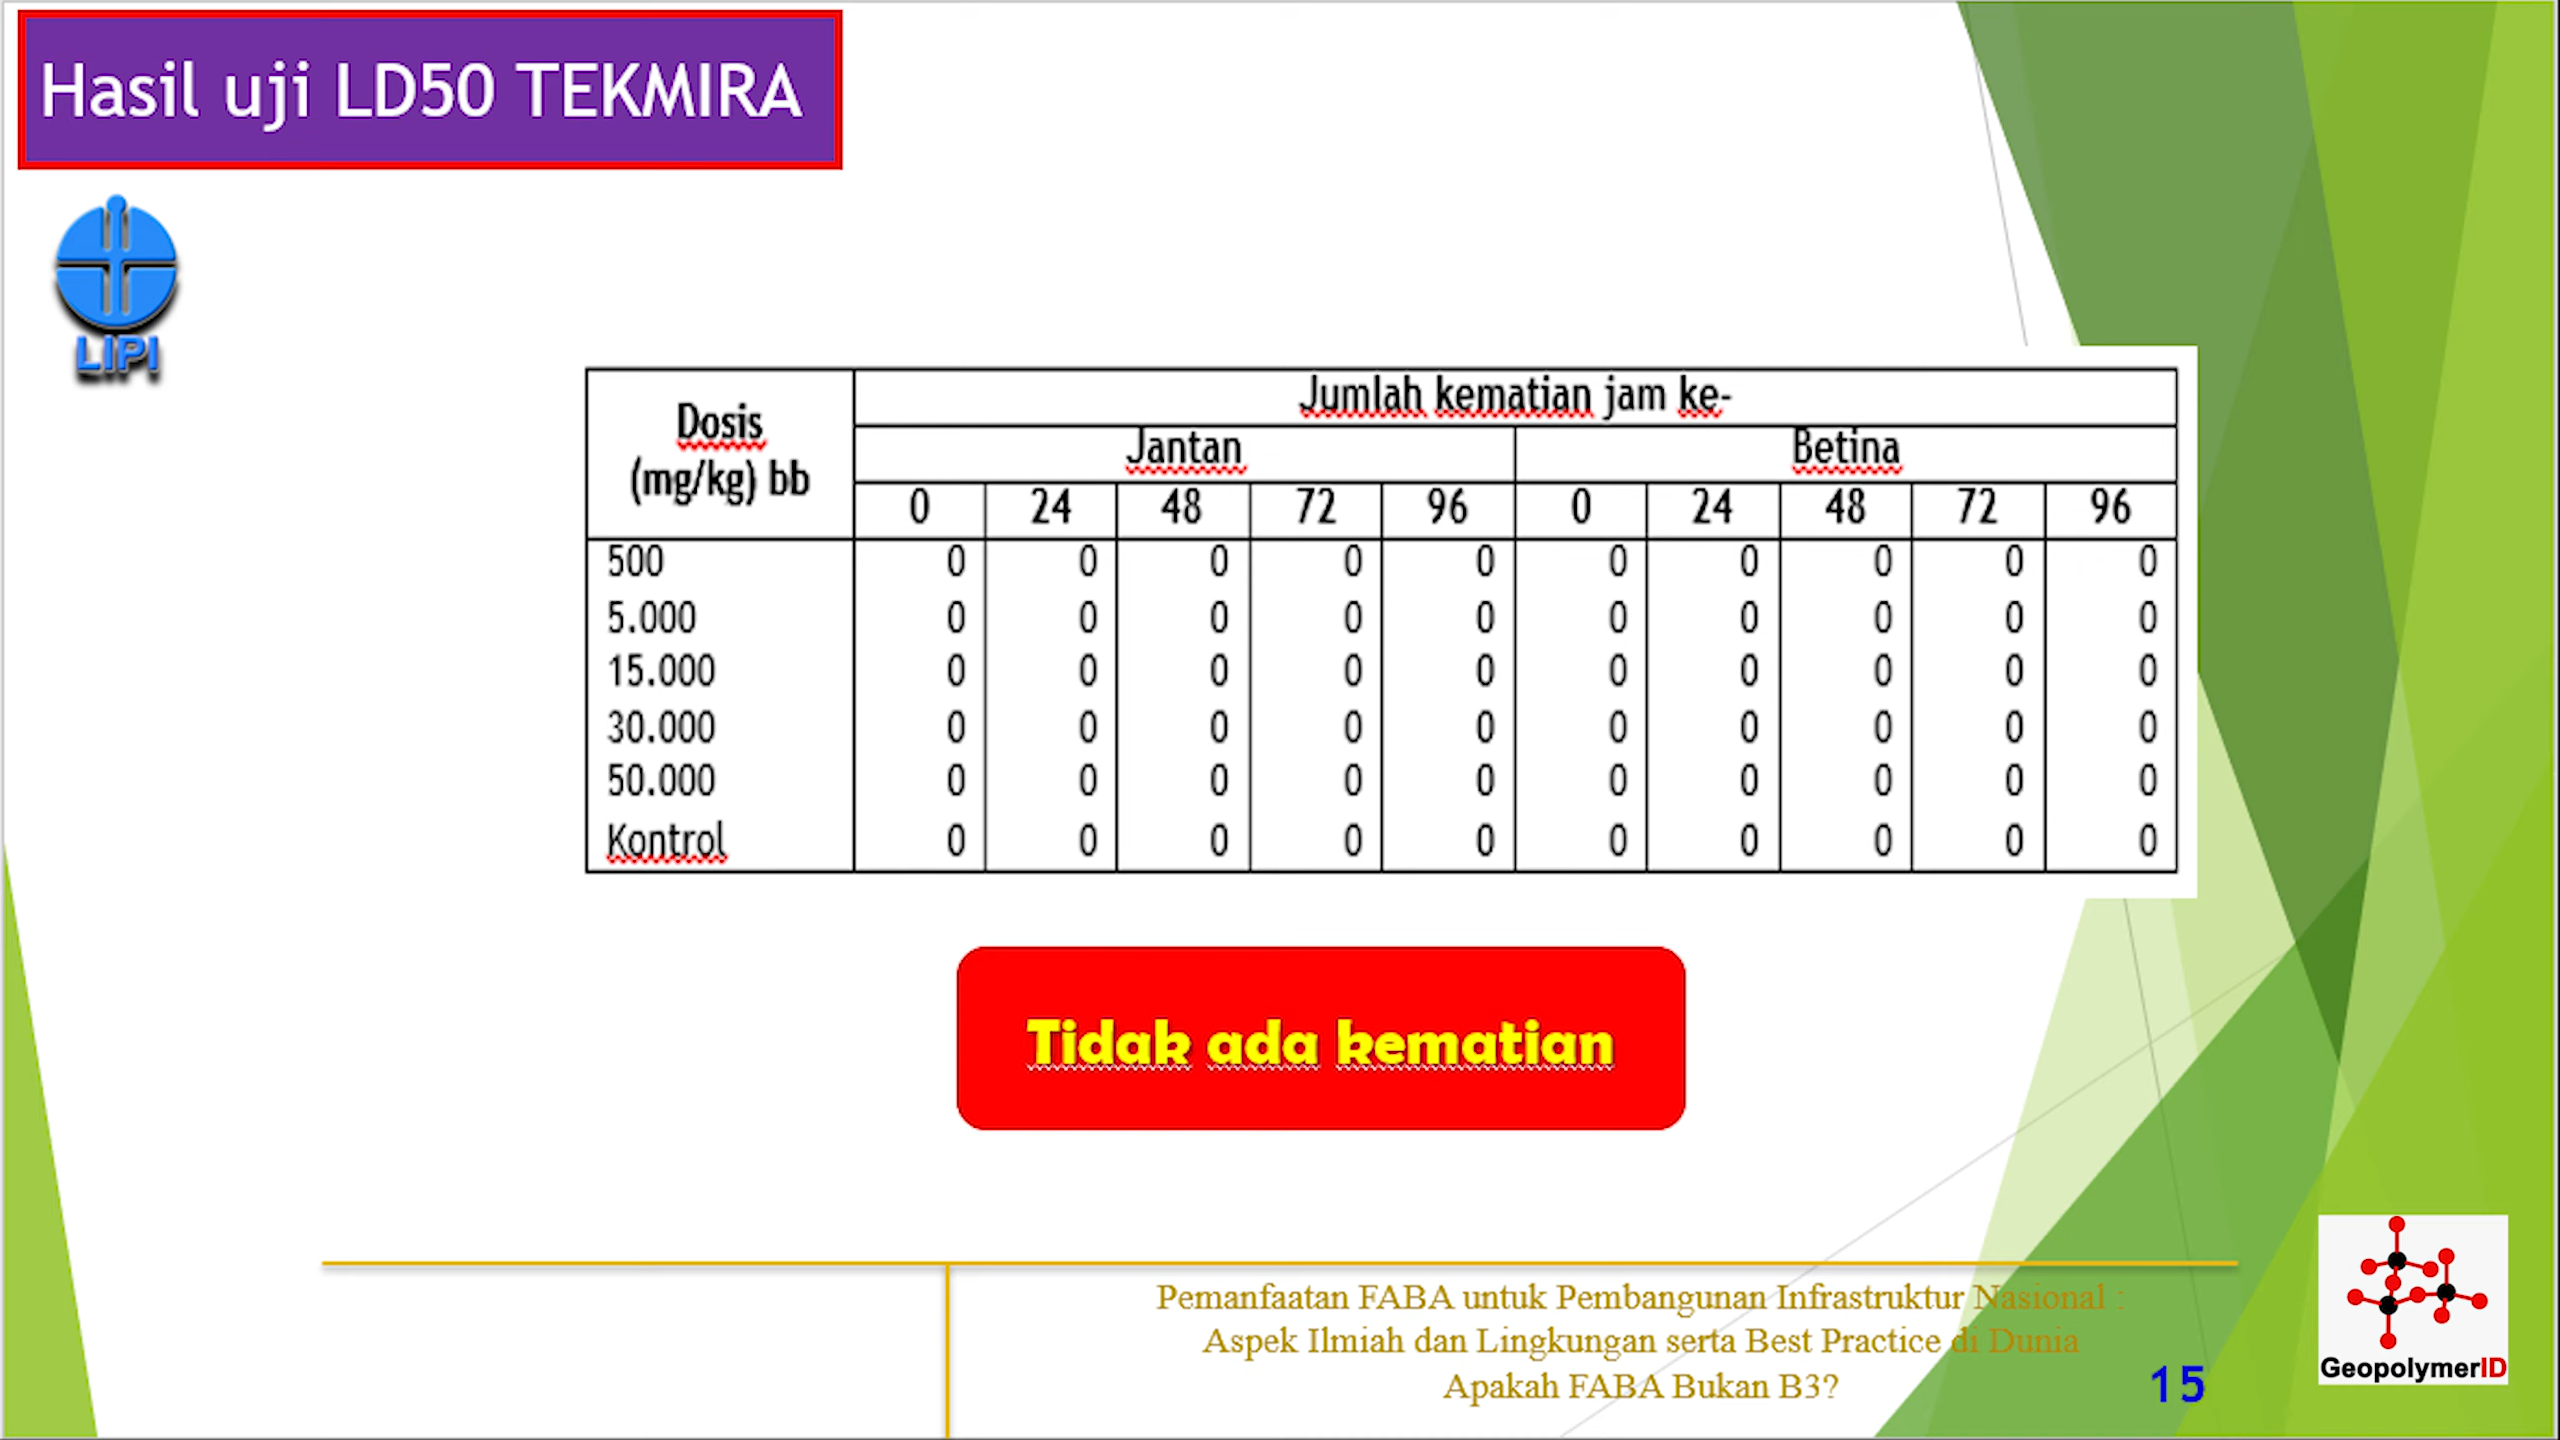 Hasil uji LD50 TEKMIRA
LIPI
Dosis
(mg/kg) bb
Jumlah kematian jam ke-
Jantan Betina
0 24 48 72 96 0 24 48 72 96
500 0 0 0 0 0 0 0 0 0 0
5.000 0 0 0 0 0 0 0 0 0 0
15.000 0 0 0 0 0 0 0 0 0 0
30.000 0 0 0 0 0 0 0 0 0 0
50.000 0 0 0 0 0 0 0 0 0 0
Kontrol 0 0 0 0 0 0 0 0 0 0
Tidak ada kematian
Pemanfaatan FABA untuk Pembangunan Infrastruktur Nasional :
Aspek Ilmiah dan Lingkungan serta Best Practice di Dunia
Apakah FABA Bukan B3?
15
GeopolymerID